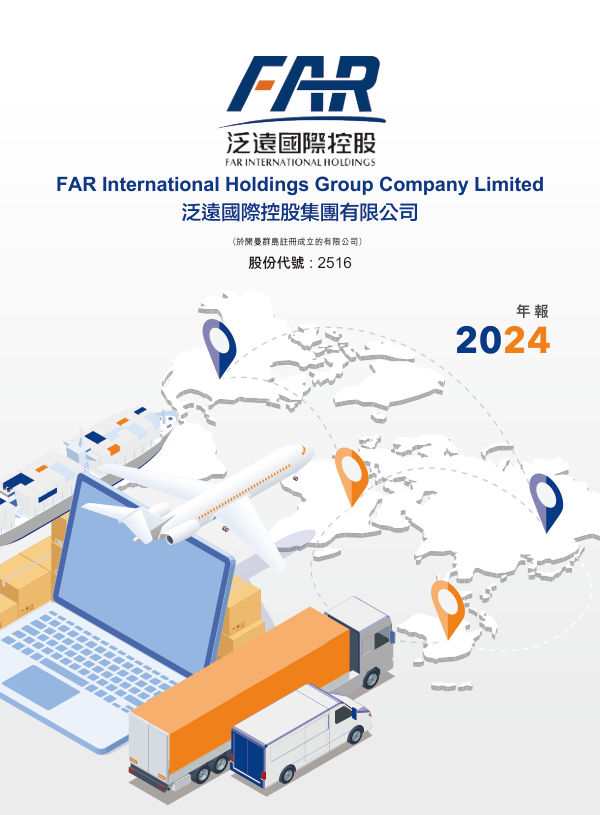 FAR
泛遠國際控股
FAR INTERNATIONAL HOLDINGS
FAR International Holdings Group Company Limited
泛遠國際控股集團有限公司
（於開曼群島註冊成立的有限公司）
股份代號：2516
年報
2024